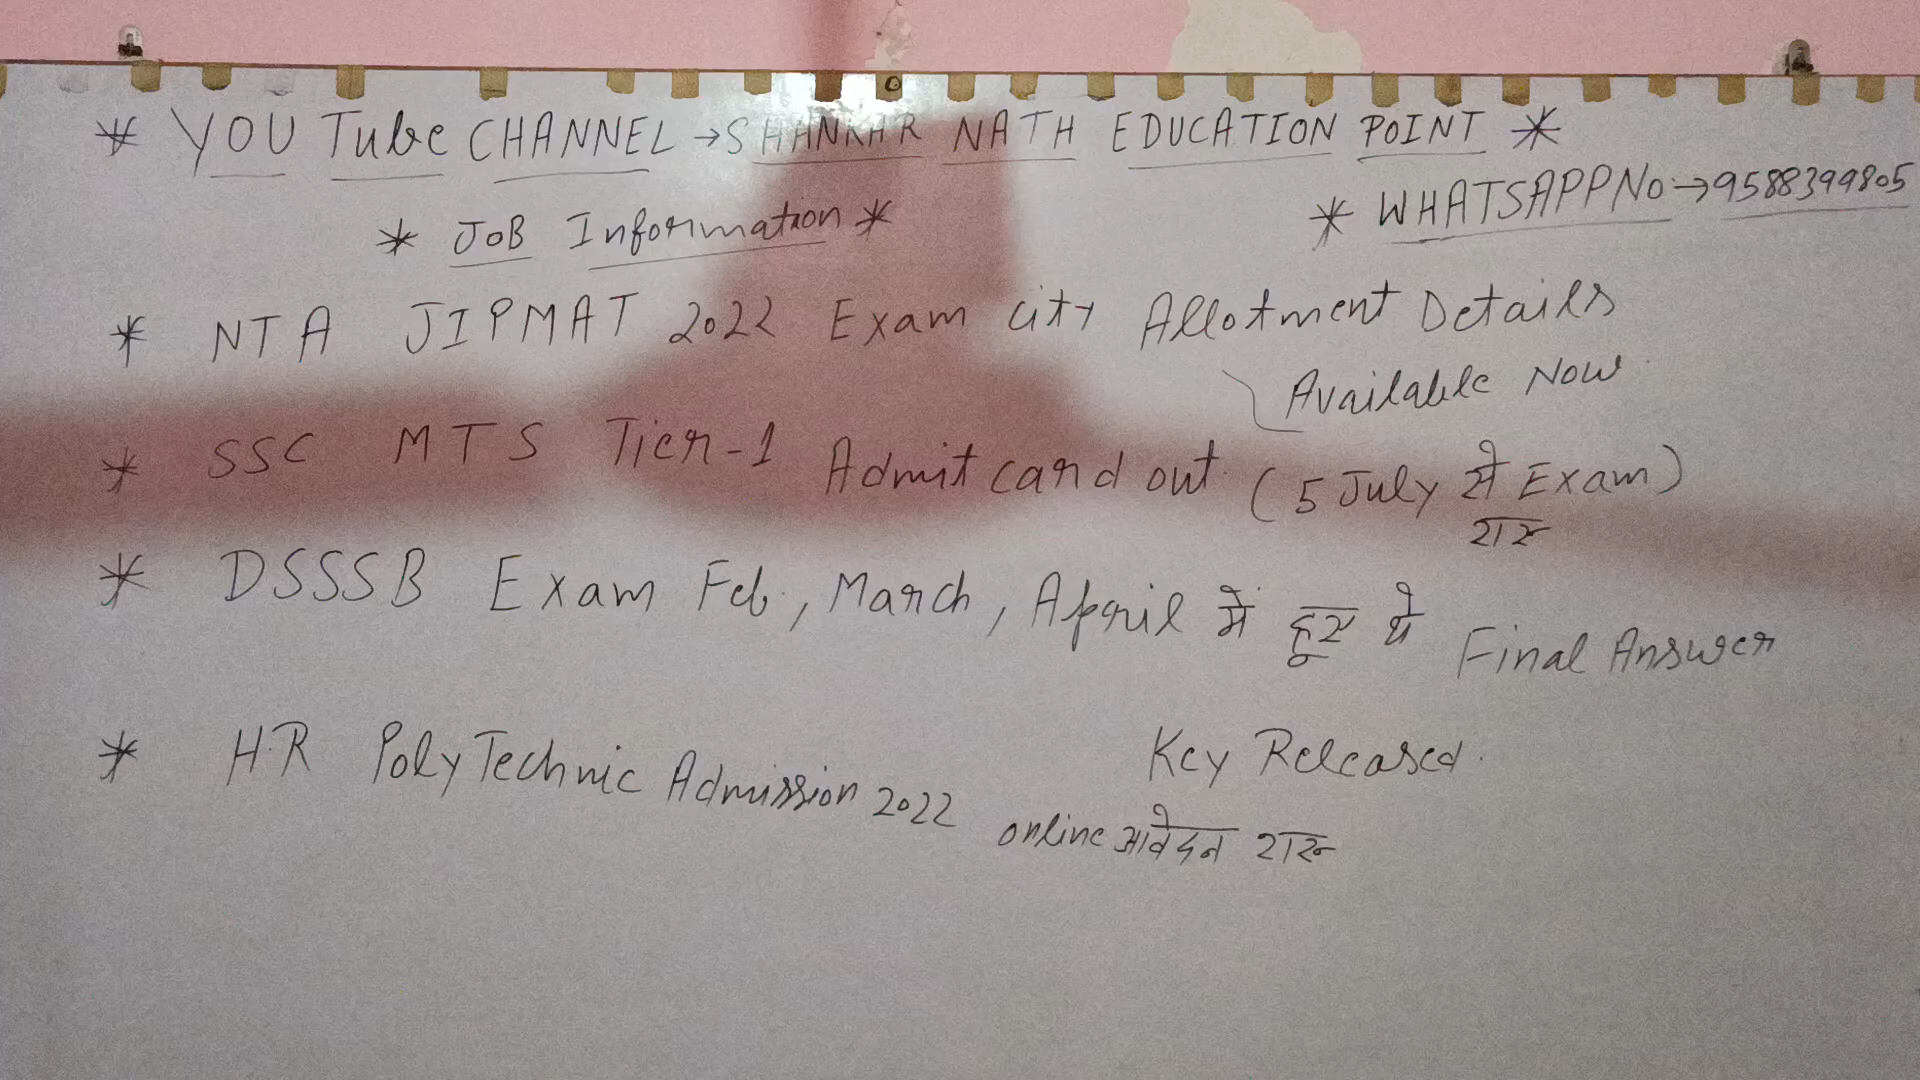 * YOU Tube CHANNEL → SHANKAR NATH EDUCATION POINT *
* WHATSAPP No → 9588399805
* JOB Information *
* NTA JIPMAT 2022 Exam city Allotment Details
Available Now
* SSC MTS Tier-1 Admit card out (5 July से Exam)
शुरू
* DSSSB Exam Feb, March, April में हुए थे Final Answer
Key Released.
* HR PolyTechnic Admission 2022 online आवेदन शुरू